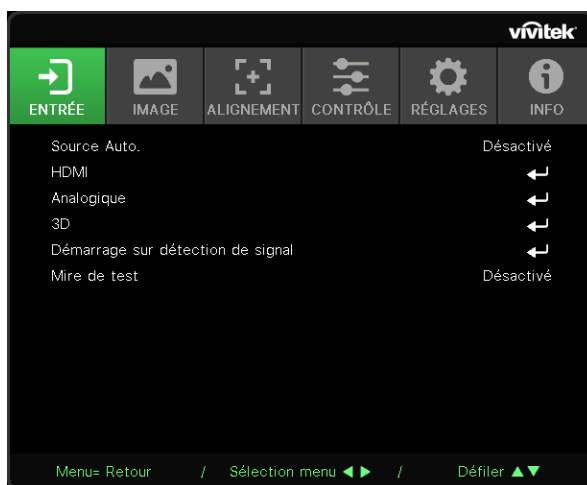 vivitek
ENTRÉE IMAGE ALIGNEMENT CONTRÔLE RÉGLAGES INFO
Source Auto. Désactivé
HDMI
Analogique
3D
Démarrage sur détection de signal
Mire de test Désactivé
Menu= Retour / Sélection menu ◀ ▶ / Défiler ▲▼